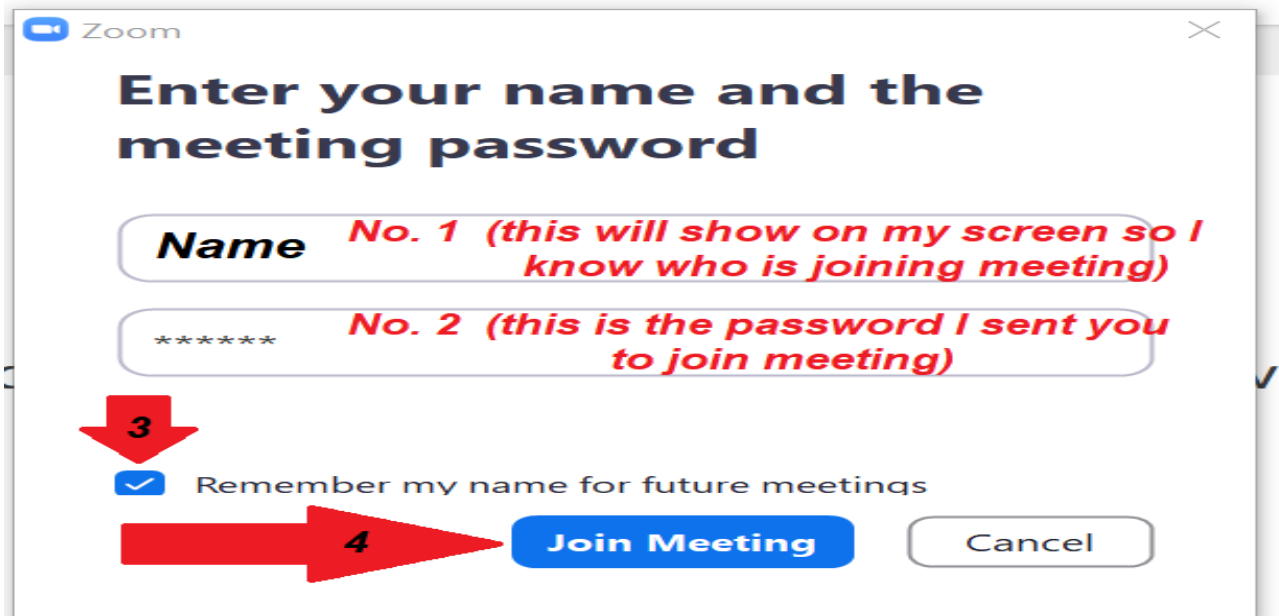 Zoom
Enter your name and the
meeting password
Name No. 1 (this will show on my screen so I
know who is joining meeting)
****** No. 2 (this is the password I sent you
to join meeting)
3
Remember my name for future meetings
4 Join Meeting Cancel